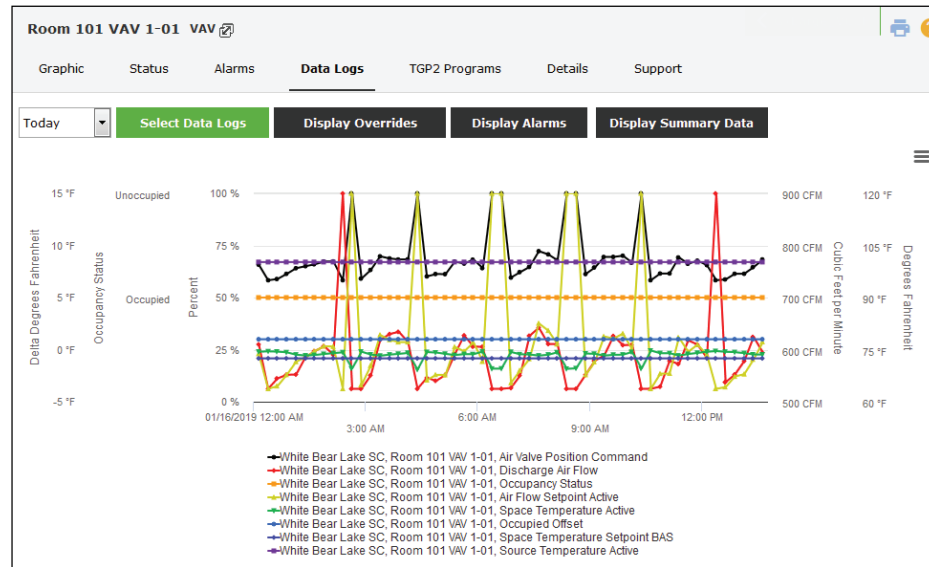 Room 101 VAV 1-01 VAV
Graphic Status Alarms Data Logs TGP2 Programs Details Support
Today Select Data Logs Display Overrides Display Alarms Display Summary Data
15 °F Unoccupied 100 % 900 CFM 120 °F
10 °F 75 % 800 CFM 105 °F
5 °F Occupied 50 % 700 CFM 90 °F
0 °F 25 % 600 CFM 75 °F
-5 °F 0 % 500 CFM 60 °F
Delta Degrees Fahrenheit
Occupancy Status
Percent
Cubic Feet per Minute
Degrees Fahrenheit
01/16/2019 12:00 AM 6:00 AM 12:00 PM
3:00 AM 9:00 AM
White Bear Lake SC, Room 101 VAV 1-01, Air Valve Position Command
White Bear Lake SC, Room 101 VAV 1-01, Discharge Air Flow
White Bear Lake SC, Room 101 VAV 1-01, Occupancy Status
White Bear Lake SC, Room 101 VAV 1-01, Air Flow Setpoint Active
White Bear Lake SC, Room 101 VAV 1-01, Space Temperature Active
White Bear Lake SC, Room 101 VAV 1-01, Occupied Offset
White Bear Lake SC, Room 101 VAV 1-01, Space Temperature Setpoint BAS
White Bear Lake SC, Room 101 VAV 1-01, Source Temperature Active